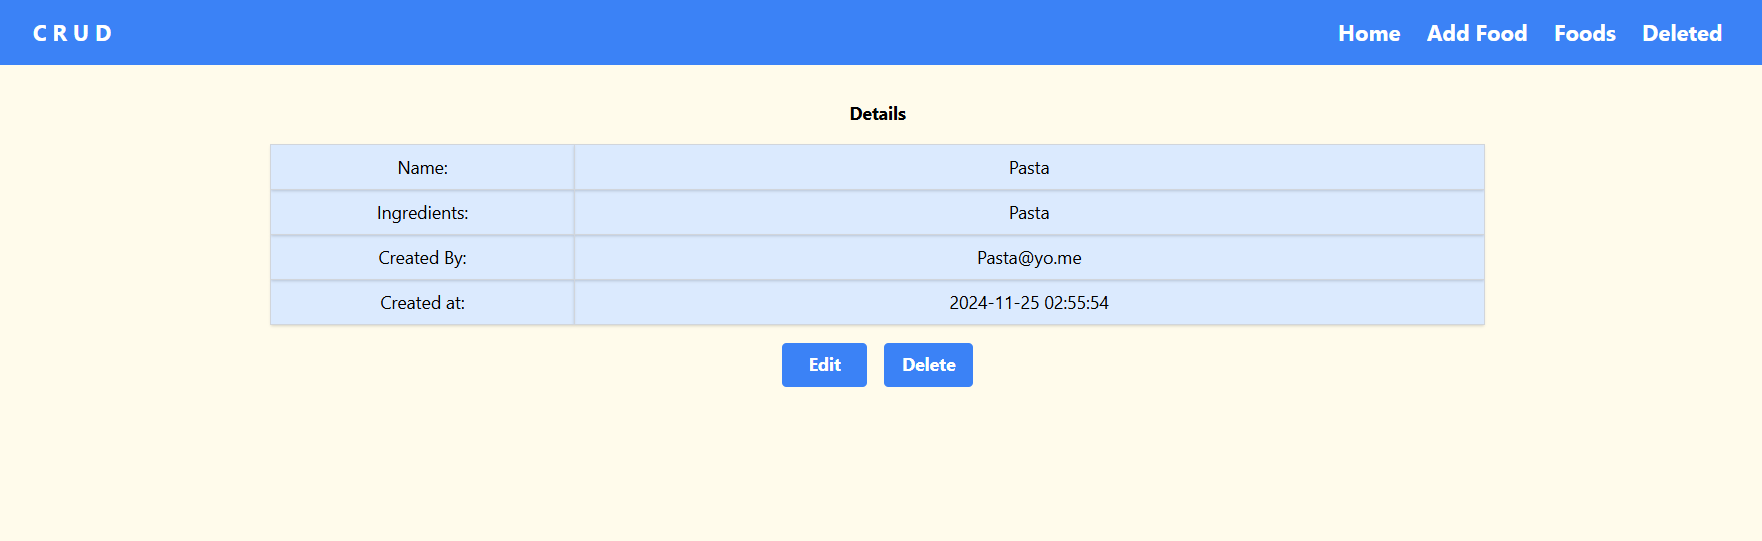 C R U D Home Add Food Foods Deleted
Details
Name: Pasta
Ingredients: Pasta
Created By: Pasta@yo.me
Created at: 2024-11-25 02:55:54
Edit Delete